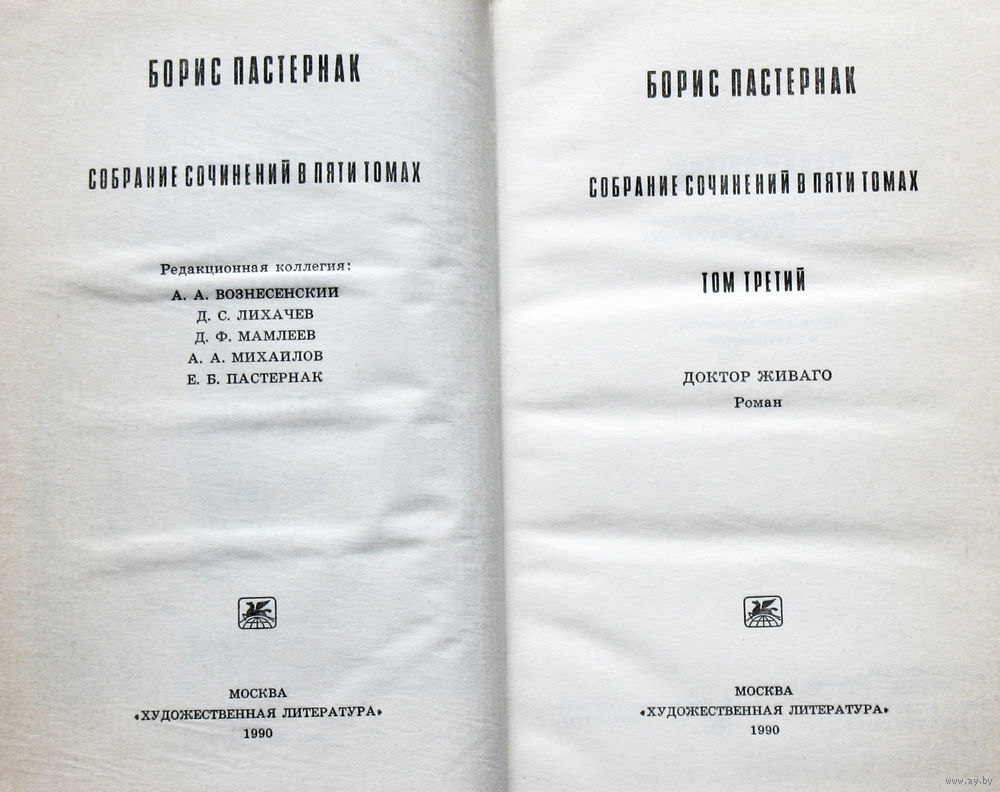 БОРИС ПАСТЕРНАК
СОБРАНИЕ СОЧИНЕНИЙ В ПЯТИ ТОМАХ
Редакционная коллегия:
А. А. ВОЗНЕСЕНСКИЙ
Д. С. ЛИХАЧЕВ
Д. Ф. МАМЛЕЕВ
А. А. МИХАЙЛОВ
Е. Б. ПАСТЕРНАК
МОСКВА
«ХУДОЖЕСТВЕННАЯ ЛИТЕРАТУРА»
1990
БОРИС ПАСТЕРНАК
СОБРАНИЕ СОЧИНЕНИЙ В ПЯТИ ТОМАХ
ТОМ ТРЕТИЙ
ДОКТОР ЖИВАГО
Роман
МОСКВА
«ХУДОЖЕСТВЕННАЯ ЛИТЕРАТУРА»
1990
www.ay.by